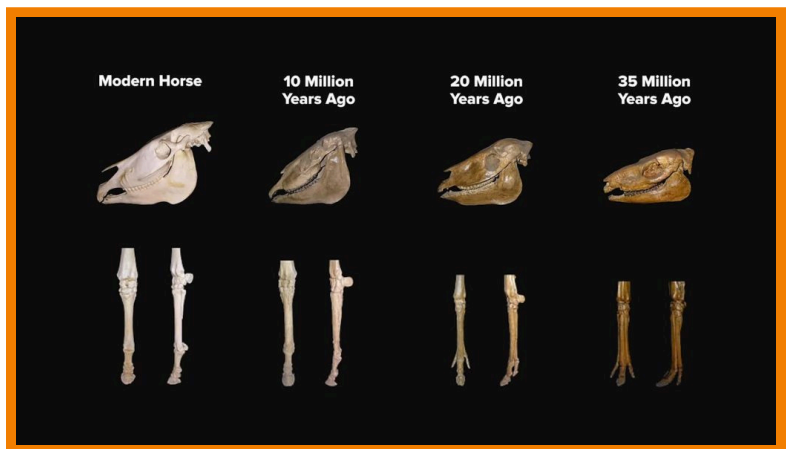 Modern Horse
10 Million
Years Ago
20 Million
Years Ago
35 Million
Years Ago